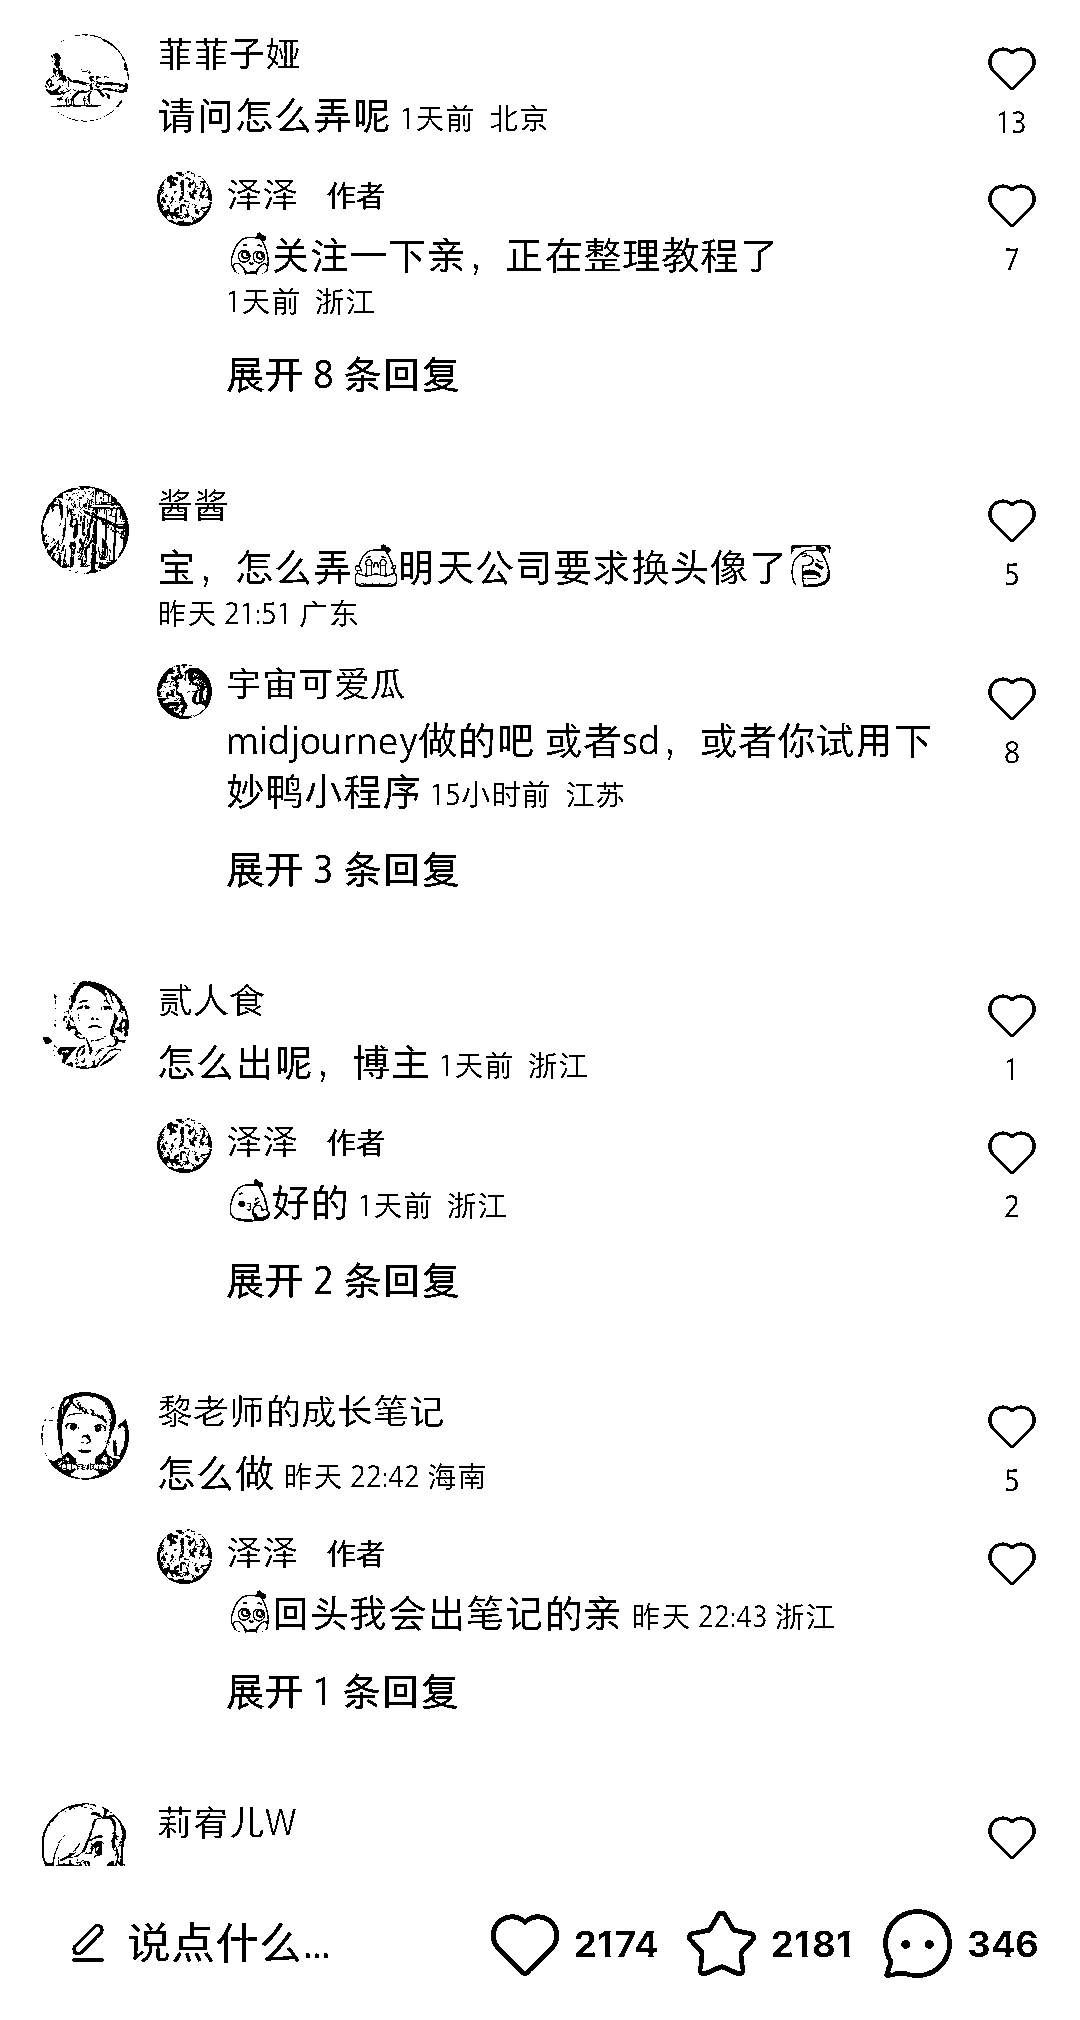 菲菲子娅
请问怎么弄呢 1天前 北京
13
泽泽 作者
关注一下亲，正在整理教程了
7
1天前 浙江
展开 8 条回复
酱酱
宝，怎么弄明天公司要求换头像了
5
昨天 21:51 广东
宇宙可爱瓜
midjourney做的吧 或者sd，或者你试用下
8
妙鸭小程序 15小时前 江苏
展开 3 条回复
贰人食
怎么出呢，博主 1天前 浙江
1
泽泽 作者
好的 1天前 浙江
2
展开 2 条回复
黎老师的成长笔记
怎么做 昨天 22:42 海南
5
泽泽 作者
回头我会出笔记的亲 昨天 22:43 浙江
展开 1 条回复
莉宥儿W
说点什么... 2174 2181 346